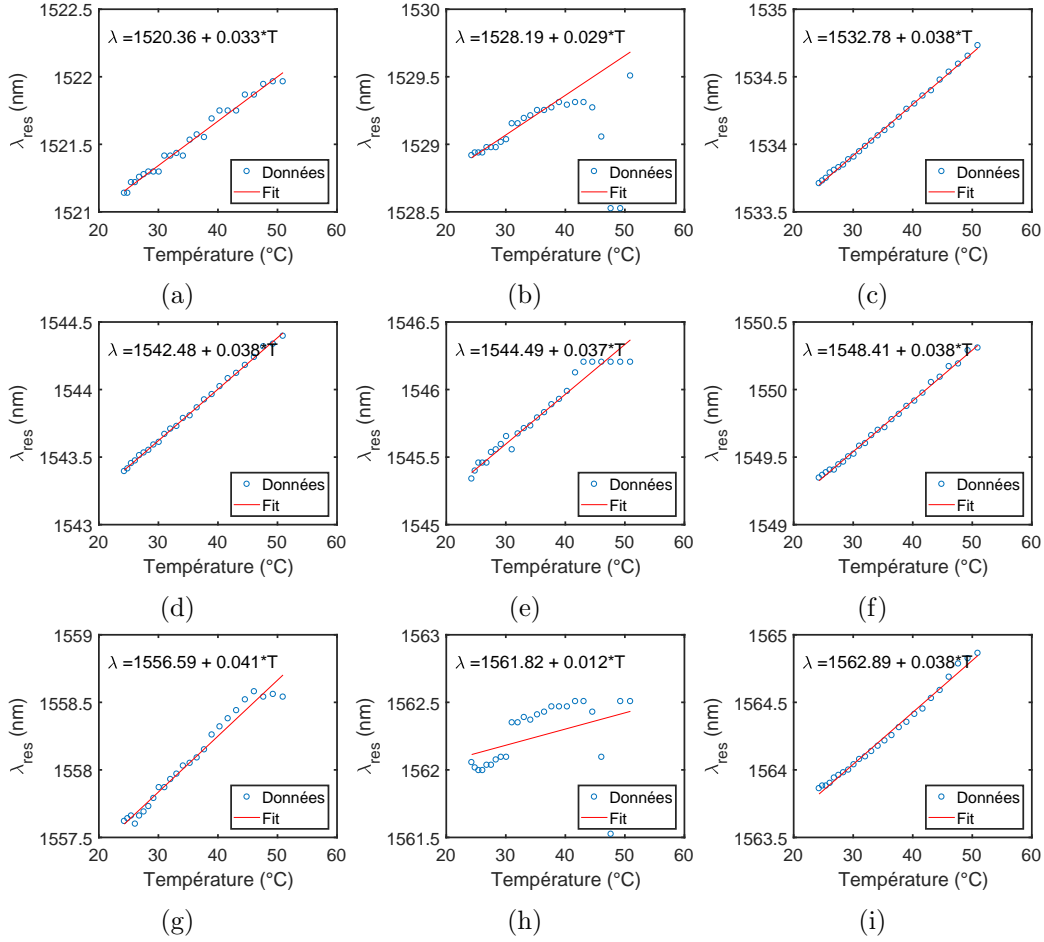 1522.5
1522
1521.5
1521
λres (nm)
λ =1520.36 + 0.033*T
Données
Fit
20 30 40 50 60
Température (°C)
(a)
1530
1529.5
1529
1528.5
λres (nm)
λ =1528.19 + 0.029*T
Données
Fit
20 30 40 50 60
Température (°C)
(b)
1535
1534.5
1534
1533.5
λres (nm)
λ =1532.78 + 0.038*T
Données
Fit
20 30 40 50 60
Température (°C)
(c)
1544.5
1544
1543.5
1543
λres (nm)
λ =1542.48 + 0.038*T
Données
Fit
20 30 40 50 60
Température (°C)
(d)
1546.5
1546
1545.5
1545
λres (nm)
λ =1544.49 + 0.037*T
Données
Fit
20 30 40 50 60
Température (°C)
(e)
1550.5
1550
1549.5
1549
λres (nm)
λ =1548.41 + 0.038*T
Données
Fit
20 30 40 50 60
Température (°C)
(f)
1559
1558.5
1558
1557.5
λres (nm)
λ =1556.59 + 0.041*T
Données
Fit
20 30 40 50 60
Température (°C)
(g)
1563
1562.5
1562
1561.5
λres (nm)
λ =1561.82 + 0.012*T
Données
Fit
20 30 40 50 60
Température (°C)
(h)
1565
1564.5
1564
1563.5
λres (nm)
λ =1562.89 + 0.038*T
Données
Fit
20 30 40 50 60
Température (°C)
(i)